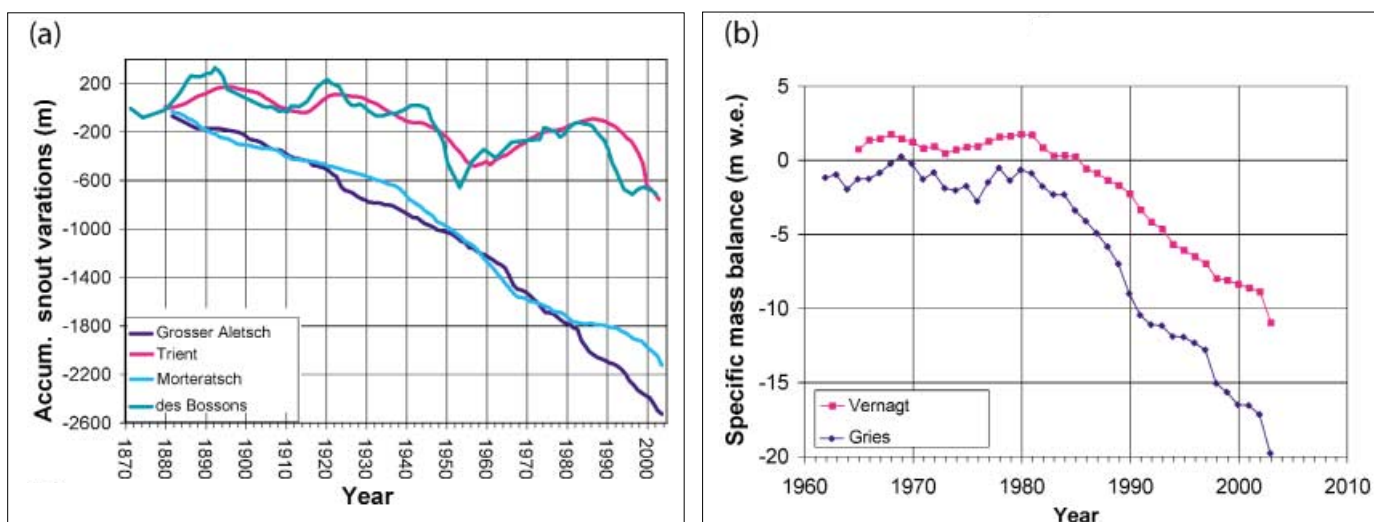 (a)
Accum. snout varations (m)
200
-200
-600
-1000
-1400
-1800
-2200
-2600
Grosser Aletsch
Trient
Morteratsch
des Bossons
1870
1880
1890
1900
1910
1920
1930
1940
1950
1960
1970
1980
1990
2000
Year
(b)
Specific mass balance (m w.e.)
5
0
-5
-10
-15
-20
Vernagt
Gries
1960
1970
1980
1990
2000
2010
Year